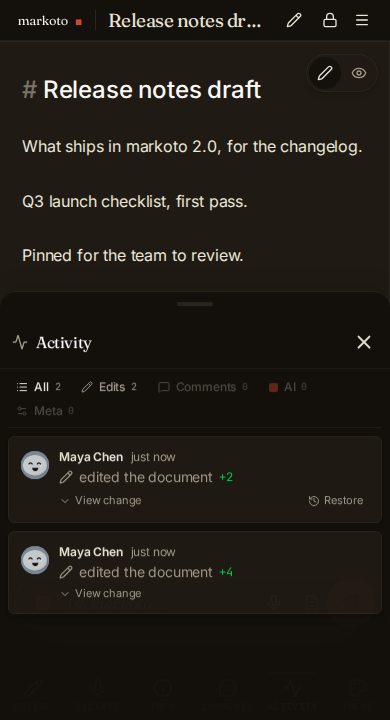 markoto
Release notes dr...
# Release notes draft
What ships in markoto 2.0, for the changelog.
Q3 launch checklist, first pass.
Pinned for the team to review.
Activity
All 2 Edits 2 Comments 0 AI 0
Meta 0
Maya Chen just now
edited the document +2
View change Restore
Maya Chen just now
edited the document +4
View change